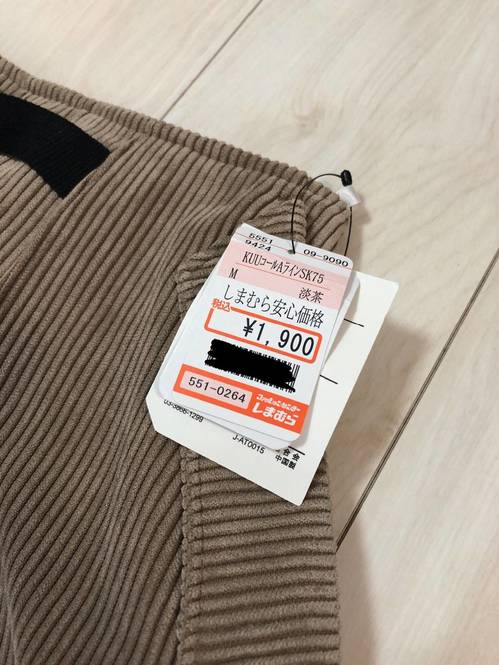 5551
9424
09-9090
KUUコールAラインSK75
M
淡茶
しまむら安心価格
税込
¥1,900
551-0264
ファッションセンター
しまむら
J-AT0015
合会
中国製